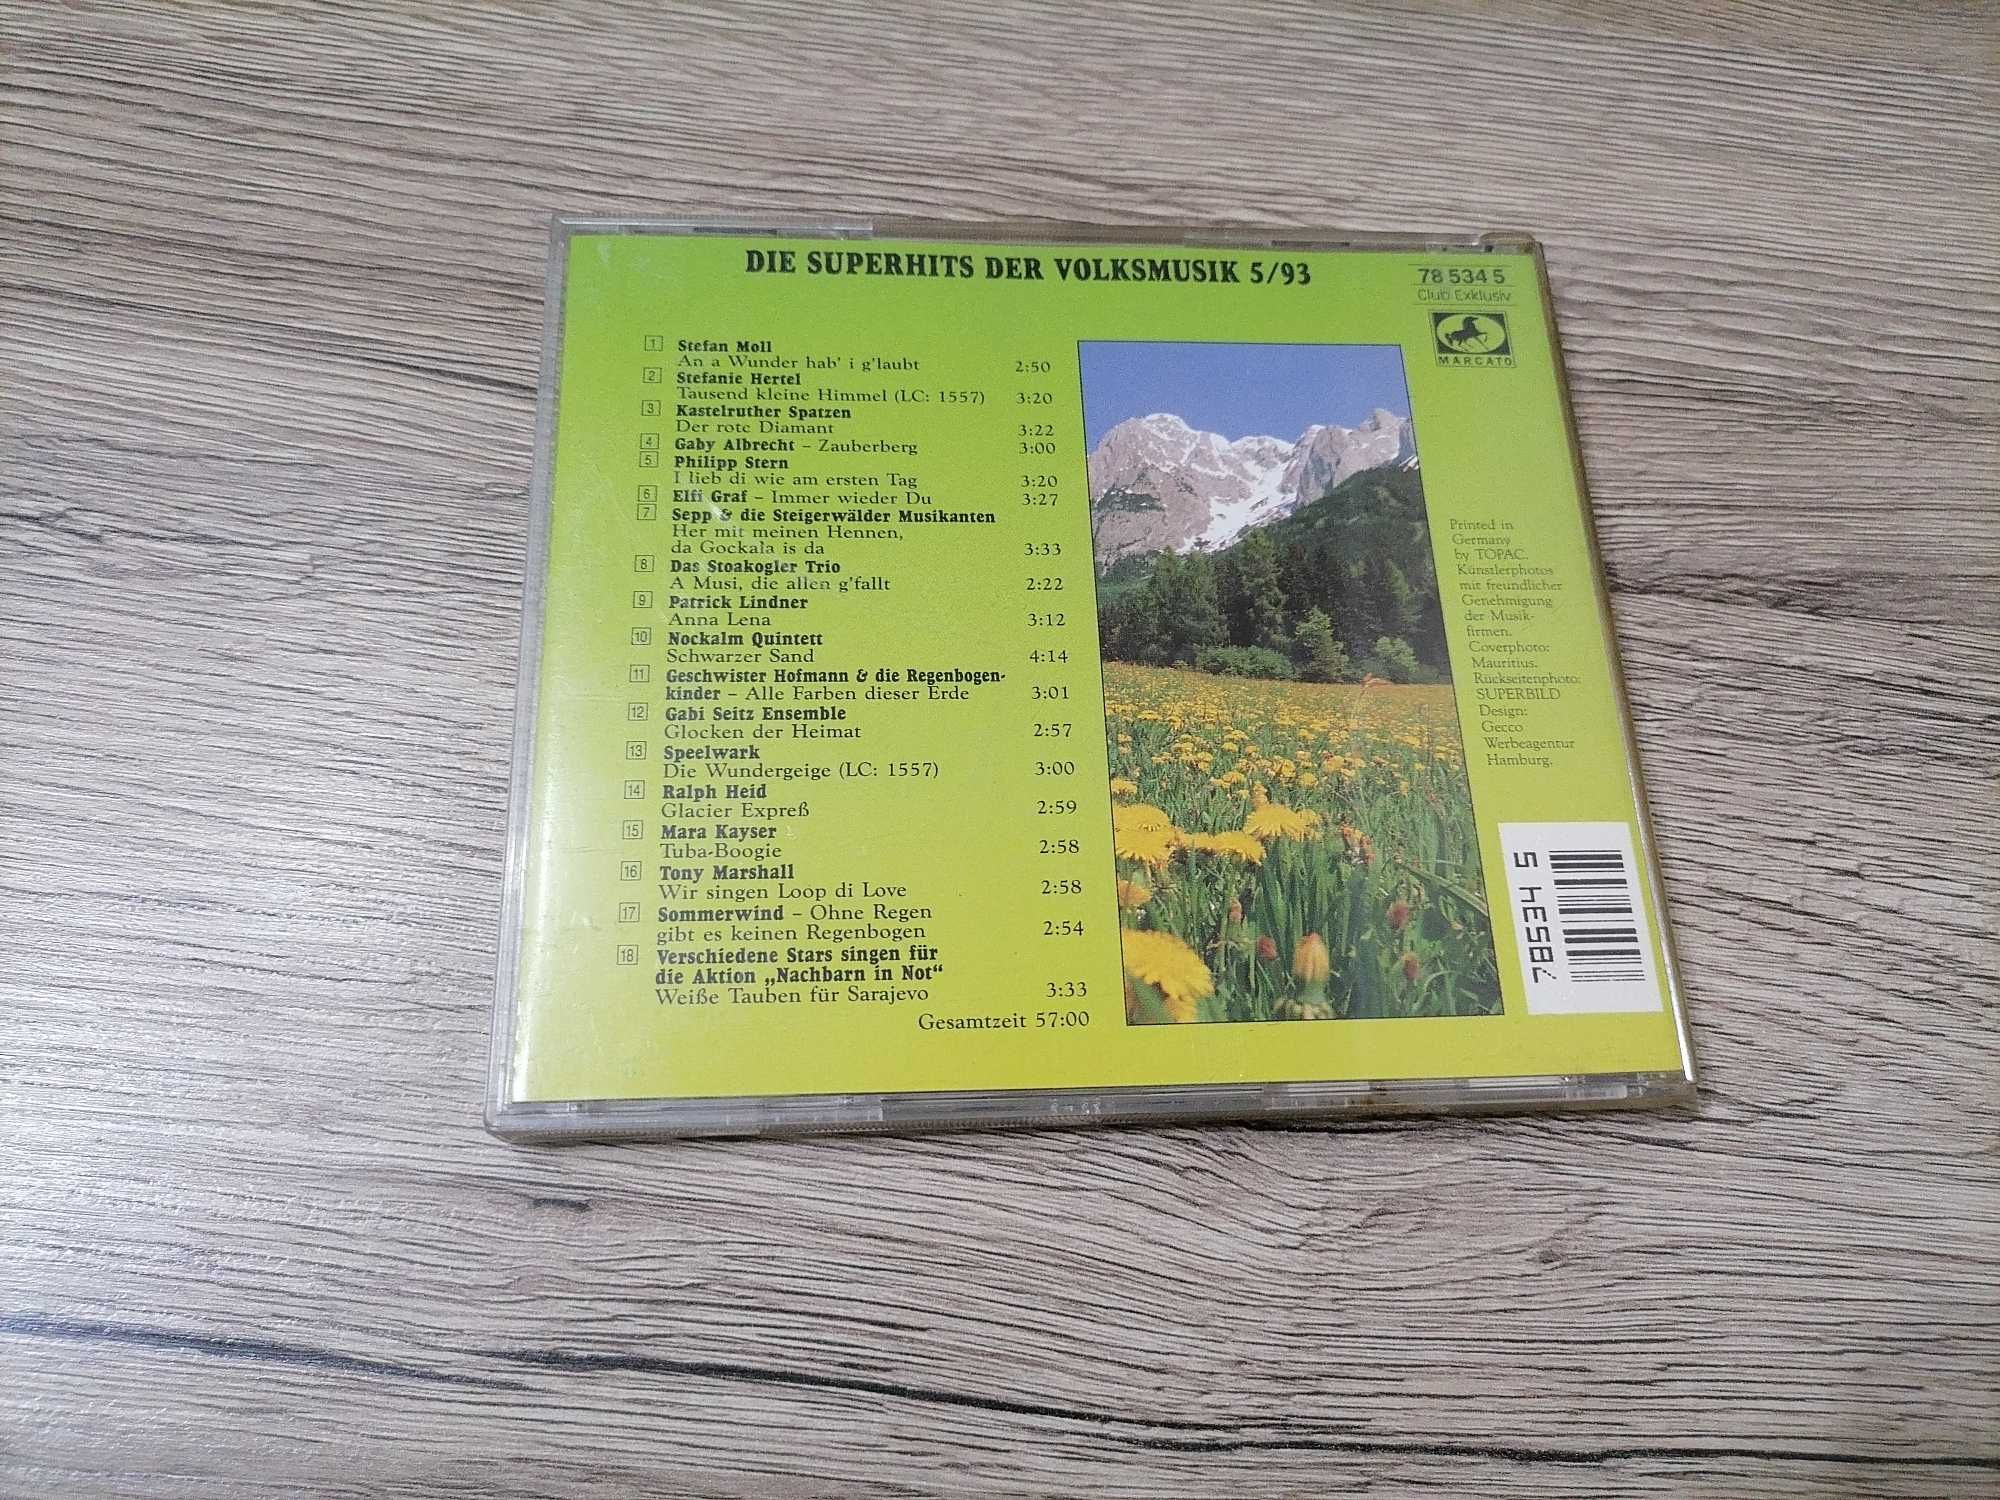 DIE SUPERHITS DER VOLKSMUSIK 5/93
78 534 5
Club Exklusiv
MARCATO
1 Stefan Moll
An a Wunder hab' i g'laubt 2:50
2 Stefanie Hertel
Tausend kleine Himmel (LC: 1557) 3:20
3 Kastelruther Spatzen
Der rote Diamant 3:22
4 Gaby Albrecht – Zauberberg 3:00
5 Philipp Stern
I lieb di wie am ersten Tag 3:20
6 Elfi Graf – Immer wieder Du 3:27
7 Sepp & die Steigerwälder Musikanten
Her mit meinen Hennen,
da Gockala is da 3:33
8 Das Stoakogler Trio
A Musi, die allen g'fallt 2:22
9 Patrick Lindner
Anna Lena 3:12
10 Nockalm Quintett
Schwarzer Sand 4:14
11 Geschwister Hofmann & die Regenbogen-
kinder – Alle Farben dieser Erde 3:01
12 Gabi Seitz Ensemble
Glocken der Heimat 2:57
13 Speelwark
Die Wundergeige (LC: 1557) 3:00
14 Ralph Heid
Glacier Expreß 2:59
15 Mara Kayser
Tuba-Boogie 2:58
16 Tony Marshall
Wir singen Loop di Love 2:58
17 Sommerwind – Ohne Regen
gibt es keinen Regenbogen 2:54
18 Verschiedene Stars singen für
die Aktion „Nachbarn in Not“
Weiße Tauben für Sarajevo 3:33
Gesamtzeit 57:00
Printed in
Germany
by TOPAC.
Künstlerphotos
mit freundlicher
Genehmigung
der Musik-
firmen.
Coverphoto:
Mauritius.
Rückseitenphoto:
SUPERBILD
Design:
Gecco
Werbeagentur
Hamburg.
78534 5